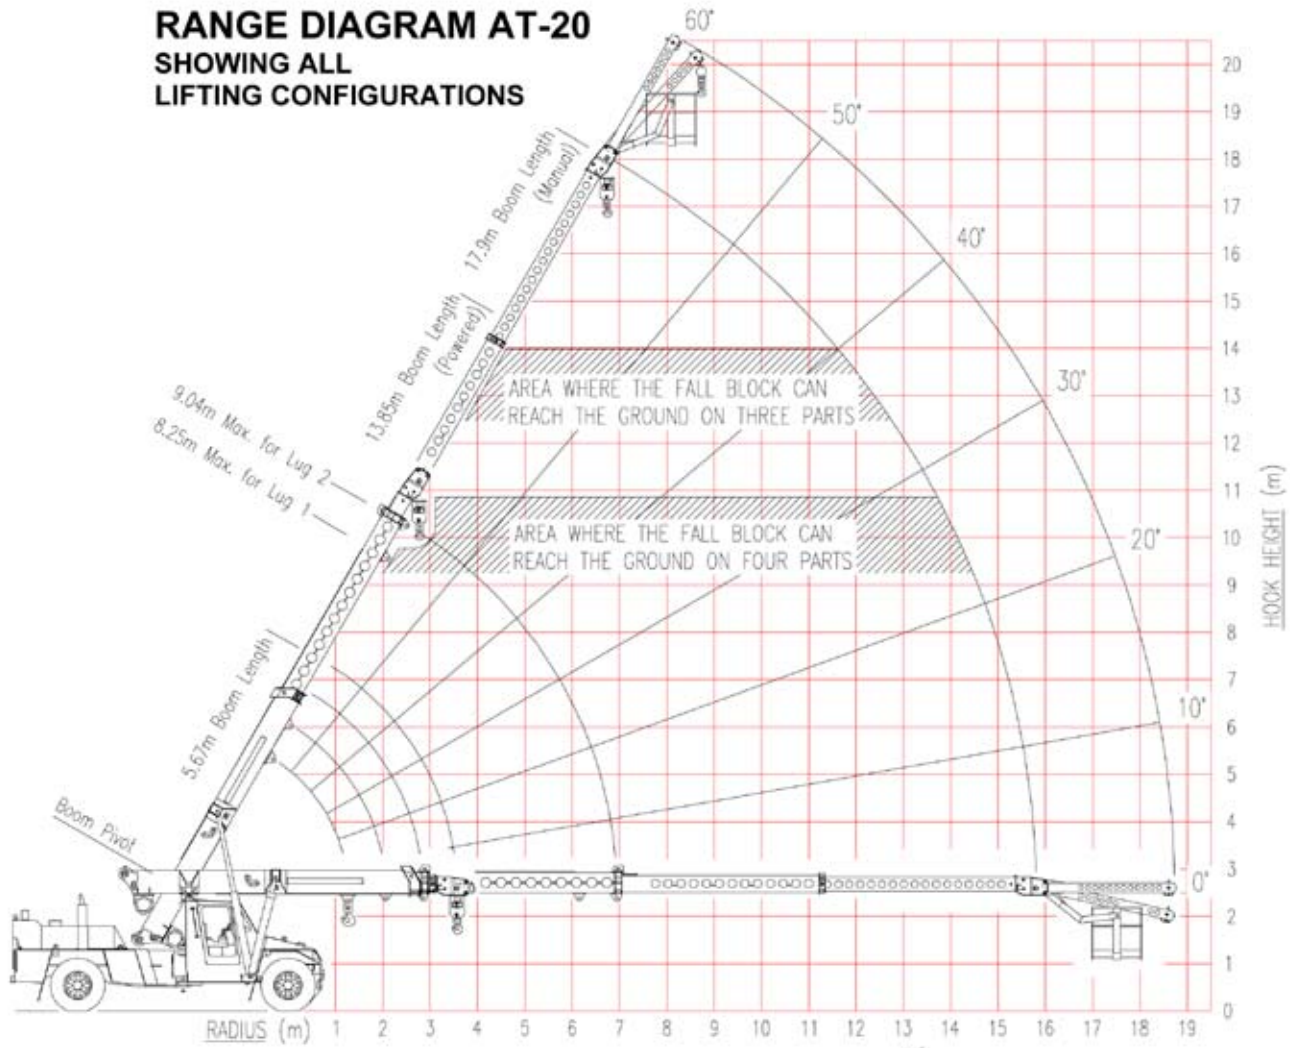 RANGE DIAGRAM AT-20
SHOWING ALL
LIFTING CONFIGURATIONS
60°
50°
40°
30°
20°
10°
0°
17.9m Boom Length
(Manual)
13.85m Boom Length
(Powered)
9.04m Max. for Lug 2
8.25m Max. for Lug 1
5.67m Boom Length
Boom Pivot
AREA WHERE THE FALL BLOCK CAN
REACH THE GROUND ON THREE PARTS
AREA WHERE THE FALL BLOCK CAN
REACH THE GROUND ON FOUR PARTS
20
19
18
17
16
15
14
13
12
11
10
9
8
7
6
5
4
3
2
1
0
HOOK HEIGHT (m)
RADIUS (m) 1 2 3 4 5 6 7 8 9 10 11 12 13 14 15 16 17 18 19